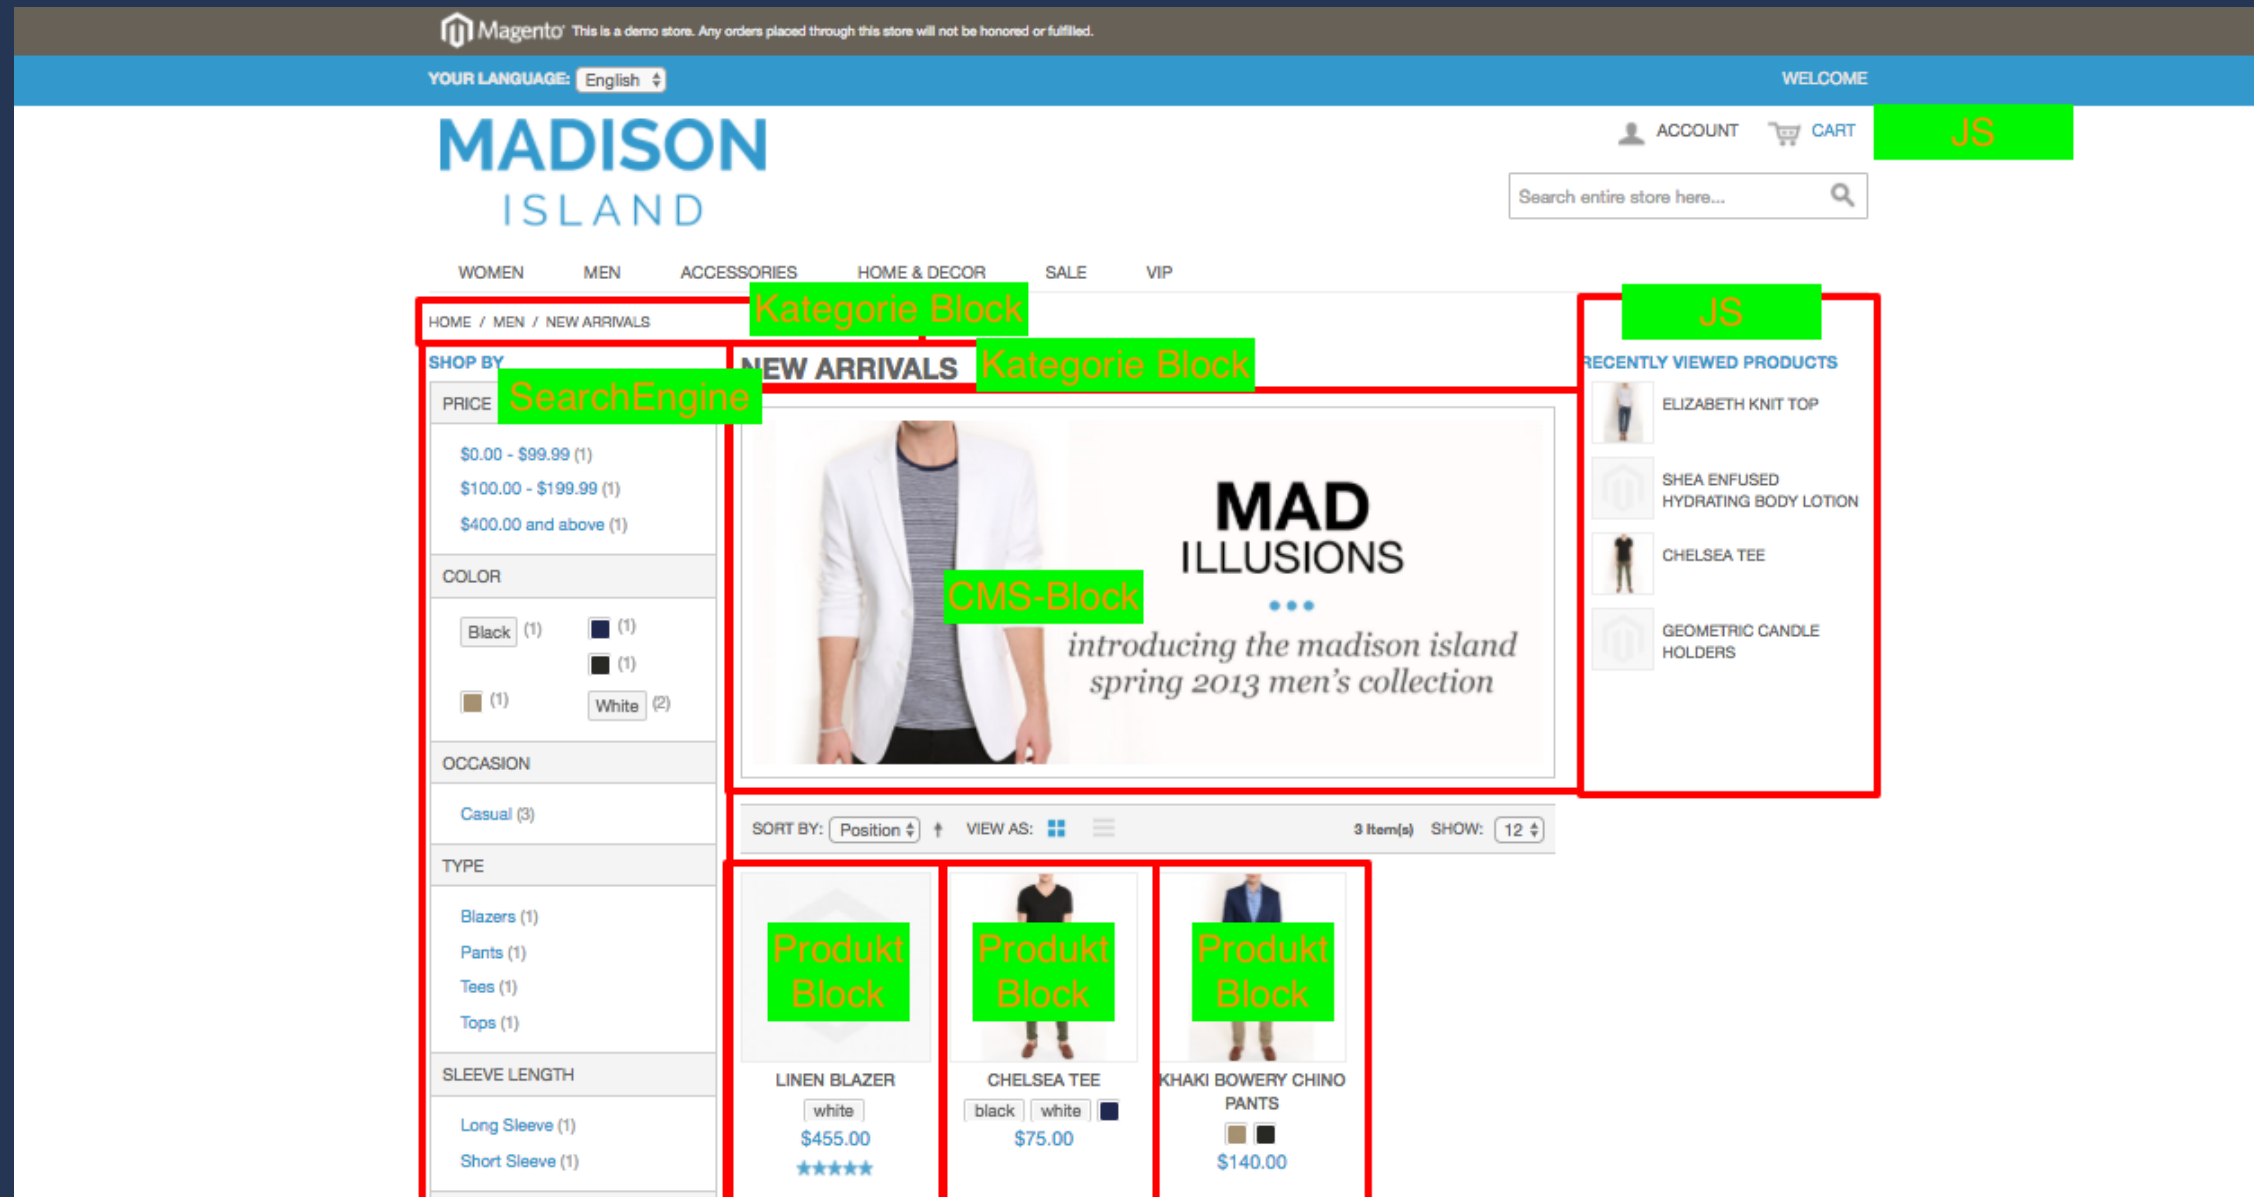 Magento This is a demo store. Any orders placed through this store will not be honored or fulfilled.
YOUR LANGUAGE: English
WELCOME
MADISON
ISLAND
ACCOUNT CART JS
Search entire store here...
WOMEN MEN ACCESSORIES HOME & DECOR SALE VIP
HOME / MEN / NEW ARRIVALS
Kategorie Block
SHOP BY
SearchEngine
PRICE
$0.00 - $99.99 (1)
$100.00 - $199.99 (1)
$400.00 and above (1)
COLOR
Black (1) (1)
(1)
(1) White (2)
OCCASION
Casual (3)
TYPE
Blazers (1)
Pants (1)
Tees (1)
Tops (1)
SLEEVE LENGTH
Long Sleeve (1)
Short Sleeve (1)
NEW ARRIVALS Kategorie Block
MAD
ILLUSIONS
CMS-Block
introducing the madison island
spring 2013 men's collection
SORT BY: Position VIEW AS: 3 Item(s) SHOW: 12
Produkt
Block
LINEN BLAZER
white
$455.00
Produkt
Block
CHELSEA TEE
black white
$75.00
Produkt
Block
KHAKI BOWERY CHINO
PANTS
$140.00
JS
RECENTLY VIEWED PRODUCTS
ELIZABETH KNIT TOP
SHEA ENFUSED
HYDRATING BODY LOTION
CHELSEA TEE
GEOMETRIC CANDLE
HOLDERS